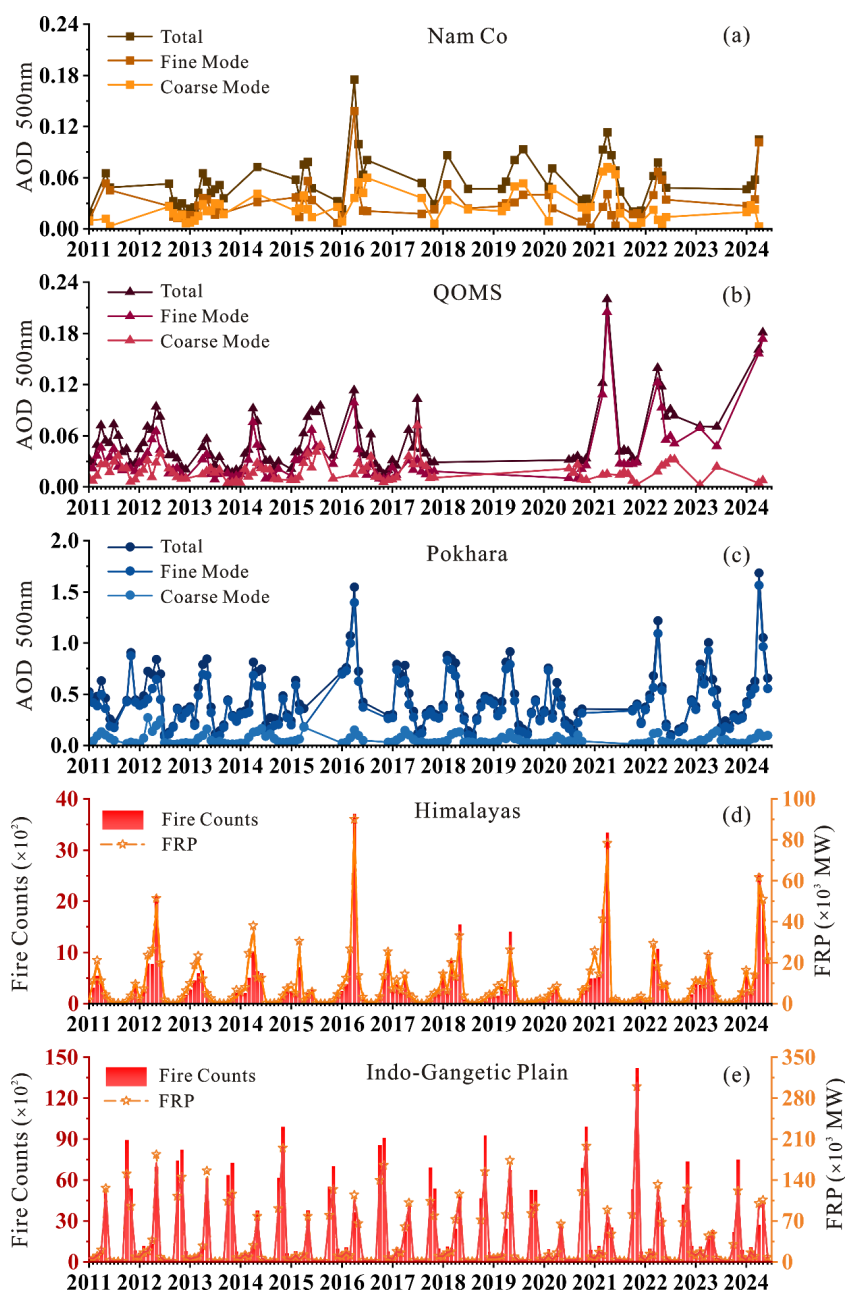 Nam Co
(a)
Total
Fine Mode
Coarse Mode
AOD 500nm
0.24
0.18
0.12
0.06
0.00
2011 2012 2013 2014 2015 2016 2017 2018 2019 2020 2021 2022 2023 2024
QOMS
(b)
Total
Fine Mode
Coarse Mode
AOD 500nm
0.24
0.18
0.12
0.06
0.00
2011 2012 2013 2014 2015 2016 2017 2018 2019 2020 2021 2022 2023 2024
Pokhara
(c)
Total
Fine Mode
Coarse Mode
AOD 500nm
2.0
1.5
1.0
0.5
0.0
2011 2012 2013 2014 2015 2016 2017 2018 2019 2020 2021 2022 2023 2024
Himalayas
(d)
Fire Counts
FRP
Fire Counts (×10²)
40
30
20
10
0
FRP (×10³ MW)
100
80
60
40
20
0
2011 2012 2013 2014 2015 2016 2017 2018 2019 2020 2021 2022 2023 2024
Indo-Gangetic Plain
(e)
Fire Counts
FRP
Fire Counts (×10²)
150
120
90
60
30
0
FRP (×10³ MW)
350
280
210
140
70
0
2011 2012 2013 2014 2015 2016 2017 2018 2019 2020 2021 2022 2023 2024